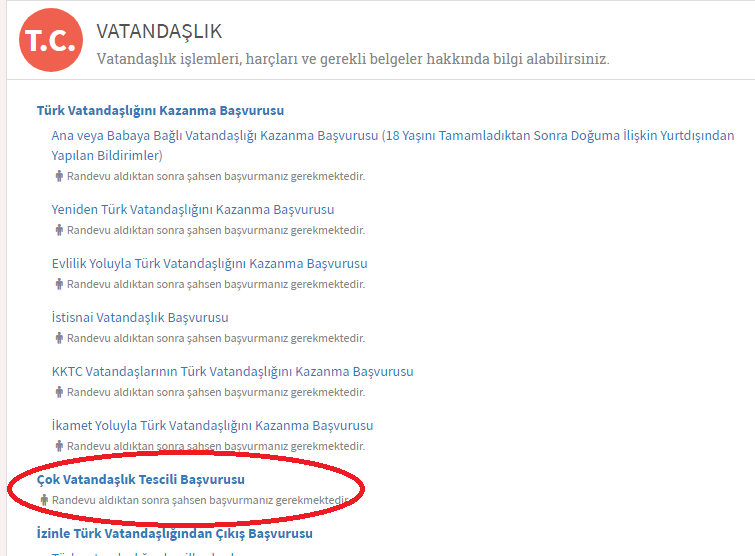 T.C.
VATANDAŞLIK
Vatandaşlık işlemleri, harçları ve gerekli belgeler hakkında bilgi alabilirsiniz.
Türk Vatandaşlığını Kazanma Başvurusu
Ana veya Babaya Bağlı Vatandaşlığı Kazanma Başvurusu (18 Yaşını Tamamladıktan Sonra Doğuma İlişkin Yurtdışından
Yapılan Bildirimler)
Randevu aldıktan sonra şahsen başvurmanız gerekmektedir.
Yeniden Türk Vatandaşlığını Kazanma Başvurusu
Randevu aldıktan sonra şahsen başvurmanız gerekmektedir.
Evlilik Yoluyla Türk Vatandaşlığını Kazanma Başvurusu
Randevu aldıktan sonra şahsen başvurmanız gerekmektedir.
İstisnai Vatandaşlık Başvurusu
Randevu aldıktan sonra şahsen başvurmanız gerekmektedir.
KKTC Vatandaşlarının Türk Vatandaşlığını Kazanma Başvurusu
Randevu aldıktan sonra şahsen başvurmanız gerekmektedir.
İkamet Yoluyla Türk Vatandaşlığını Kazanma Başvurusu
Randevu aldıktan sonra şahsen başvurmanız gerekmektedir.
Çok Vatandaşlık Tescili Başvurusu
Randevu aldıktan sonra şahsen başvurmanız gerekmektedir.
İzinle Türk Vatandaşlığından Çıkış Başvurusu